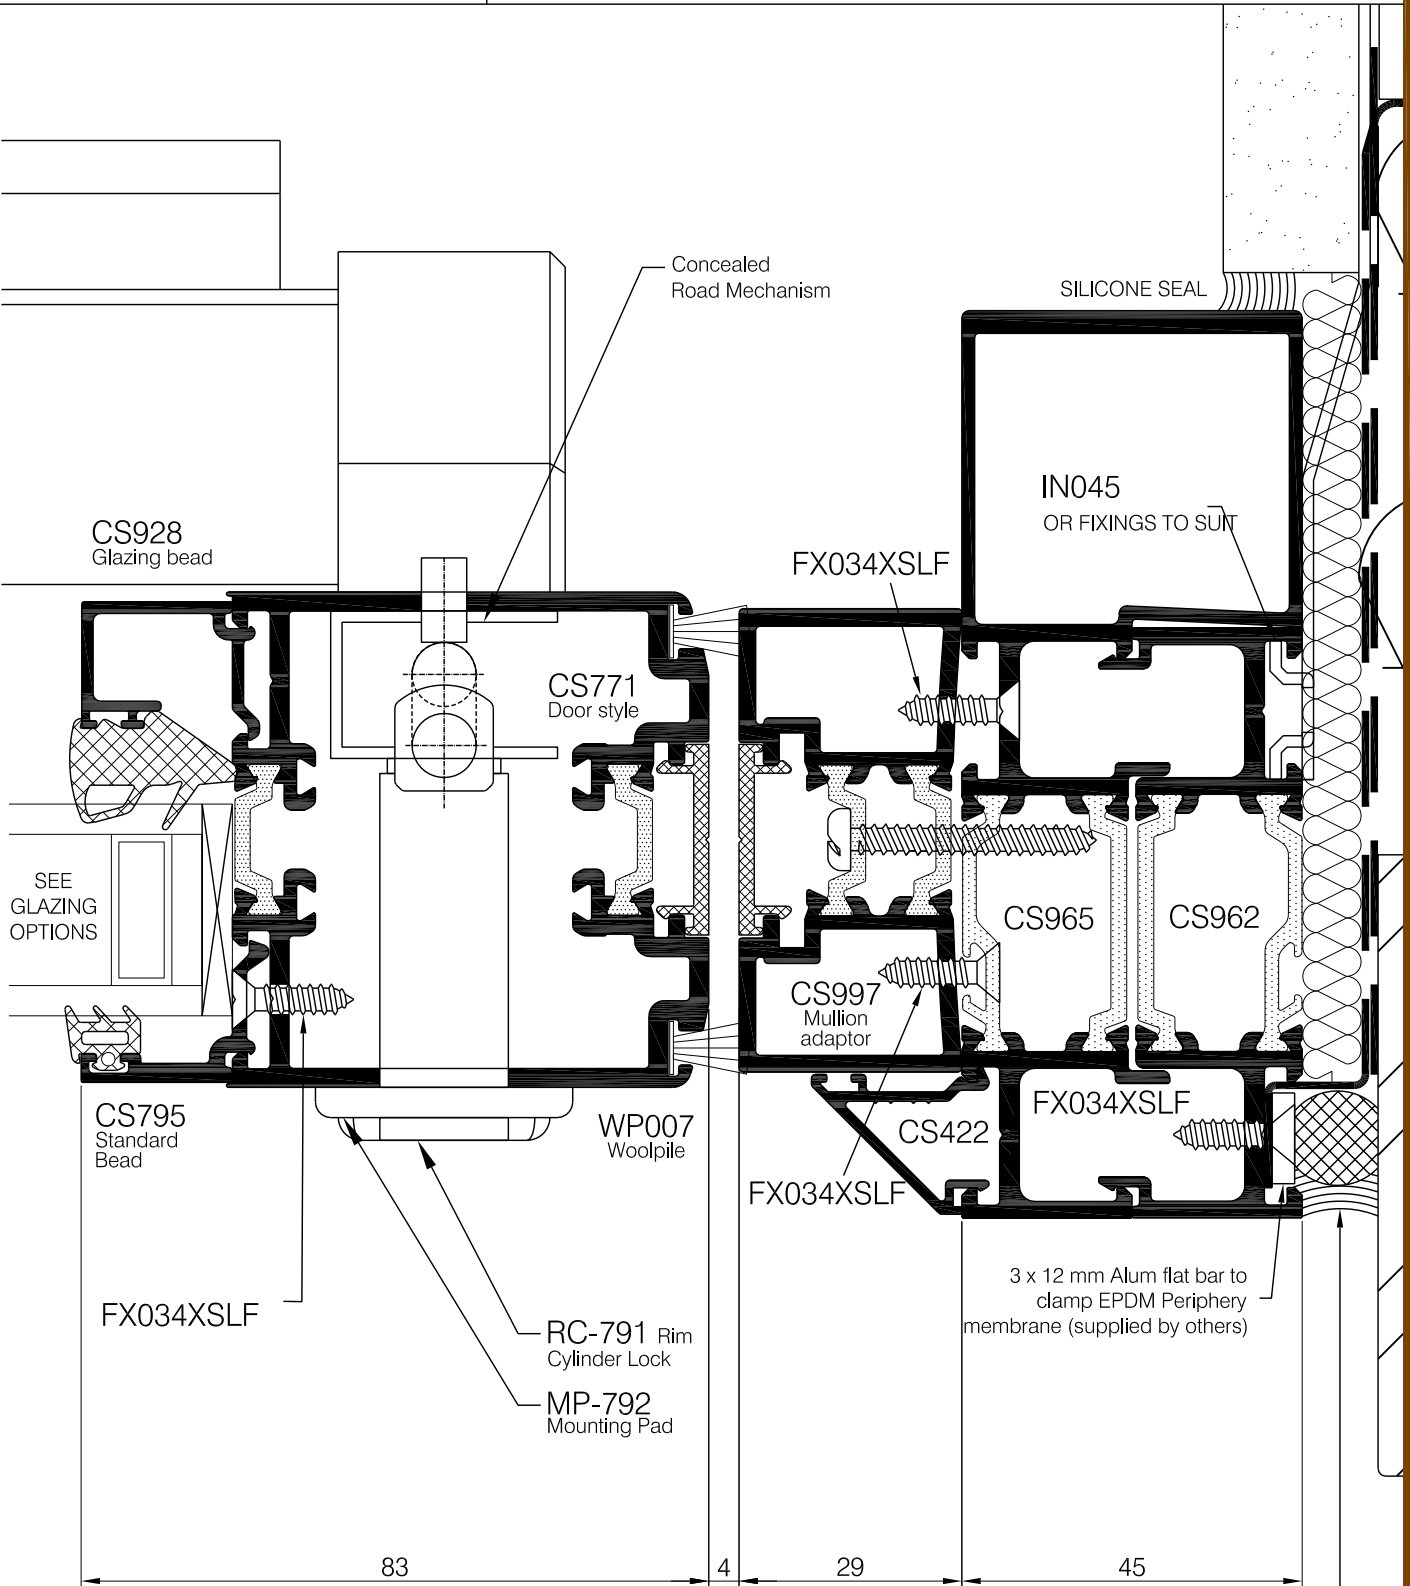 Concealed
Road Mechanism
SILICONE SEAL
IN045
OR FIXINGS TO SUIT
CS928
Glazing bead
FX034XSLF
CS771
Door style
SEE
GLAZING
OPTIONS
CS965
CS962
CS997
Mullion
adaptor
CS795
Standard
Bead
WP007
Woolpile
CS422
FX034XSLF
FX034XSLF
FX034XSLF
3 x 12 mm Alum flat bar to
clamp EPDM Periphery
membrane (supplied by others)
RC-791 Rim
Cylinder Lock
MP-792
Mounting Pad
83
4
29
45